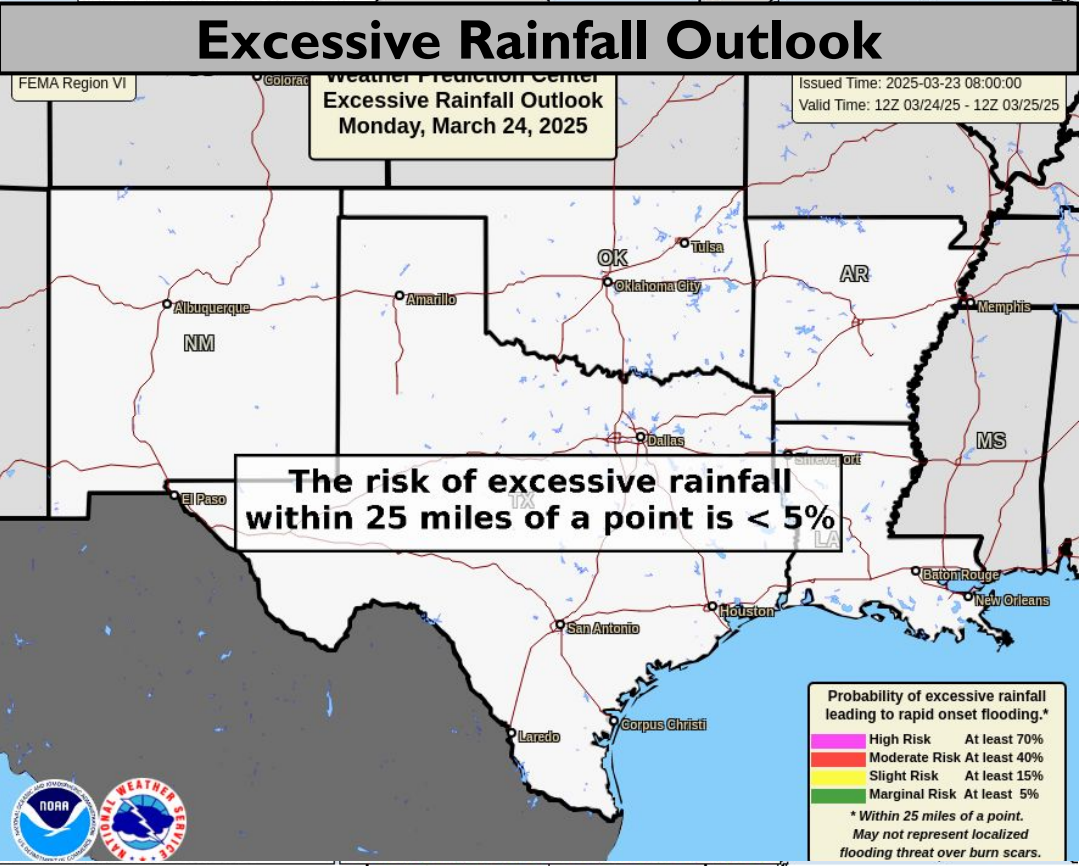 Excessive Rainfall Outlook
FEMA Region VI
Colorad
Weather Prediction Center
Excessive Rainfall Outlook
Monday, March 24, 2025
Issued Time: 2025-03-23 08:00:00
Valid Time: 12Z 03/24/25 - 12Z 03/25/25
OK
Tulsa
Oklahoma City
AR
Amarillo
Albuquerque
Memphis
NM
Dallas
MS
Shreveport
The risk of excessive rainfall
within 25 miles of a point is < 5%
TX
El Paso
LA
Baton Rouge
New Orleans
Houston
San Antonio
Corpus Christi
Laredo
Probability of excessive rainfall
leading to rapid onset flooding.*
High Risk At least 70%
Moderate Risk At least 40%
Slight Risk At least 15%
Marginal Risk At least 5%
* Within 25 miles of a point.
May not represent localized
flooding threat over burn scars.
NOAA
NATIONAL WEATHER SERVICE